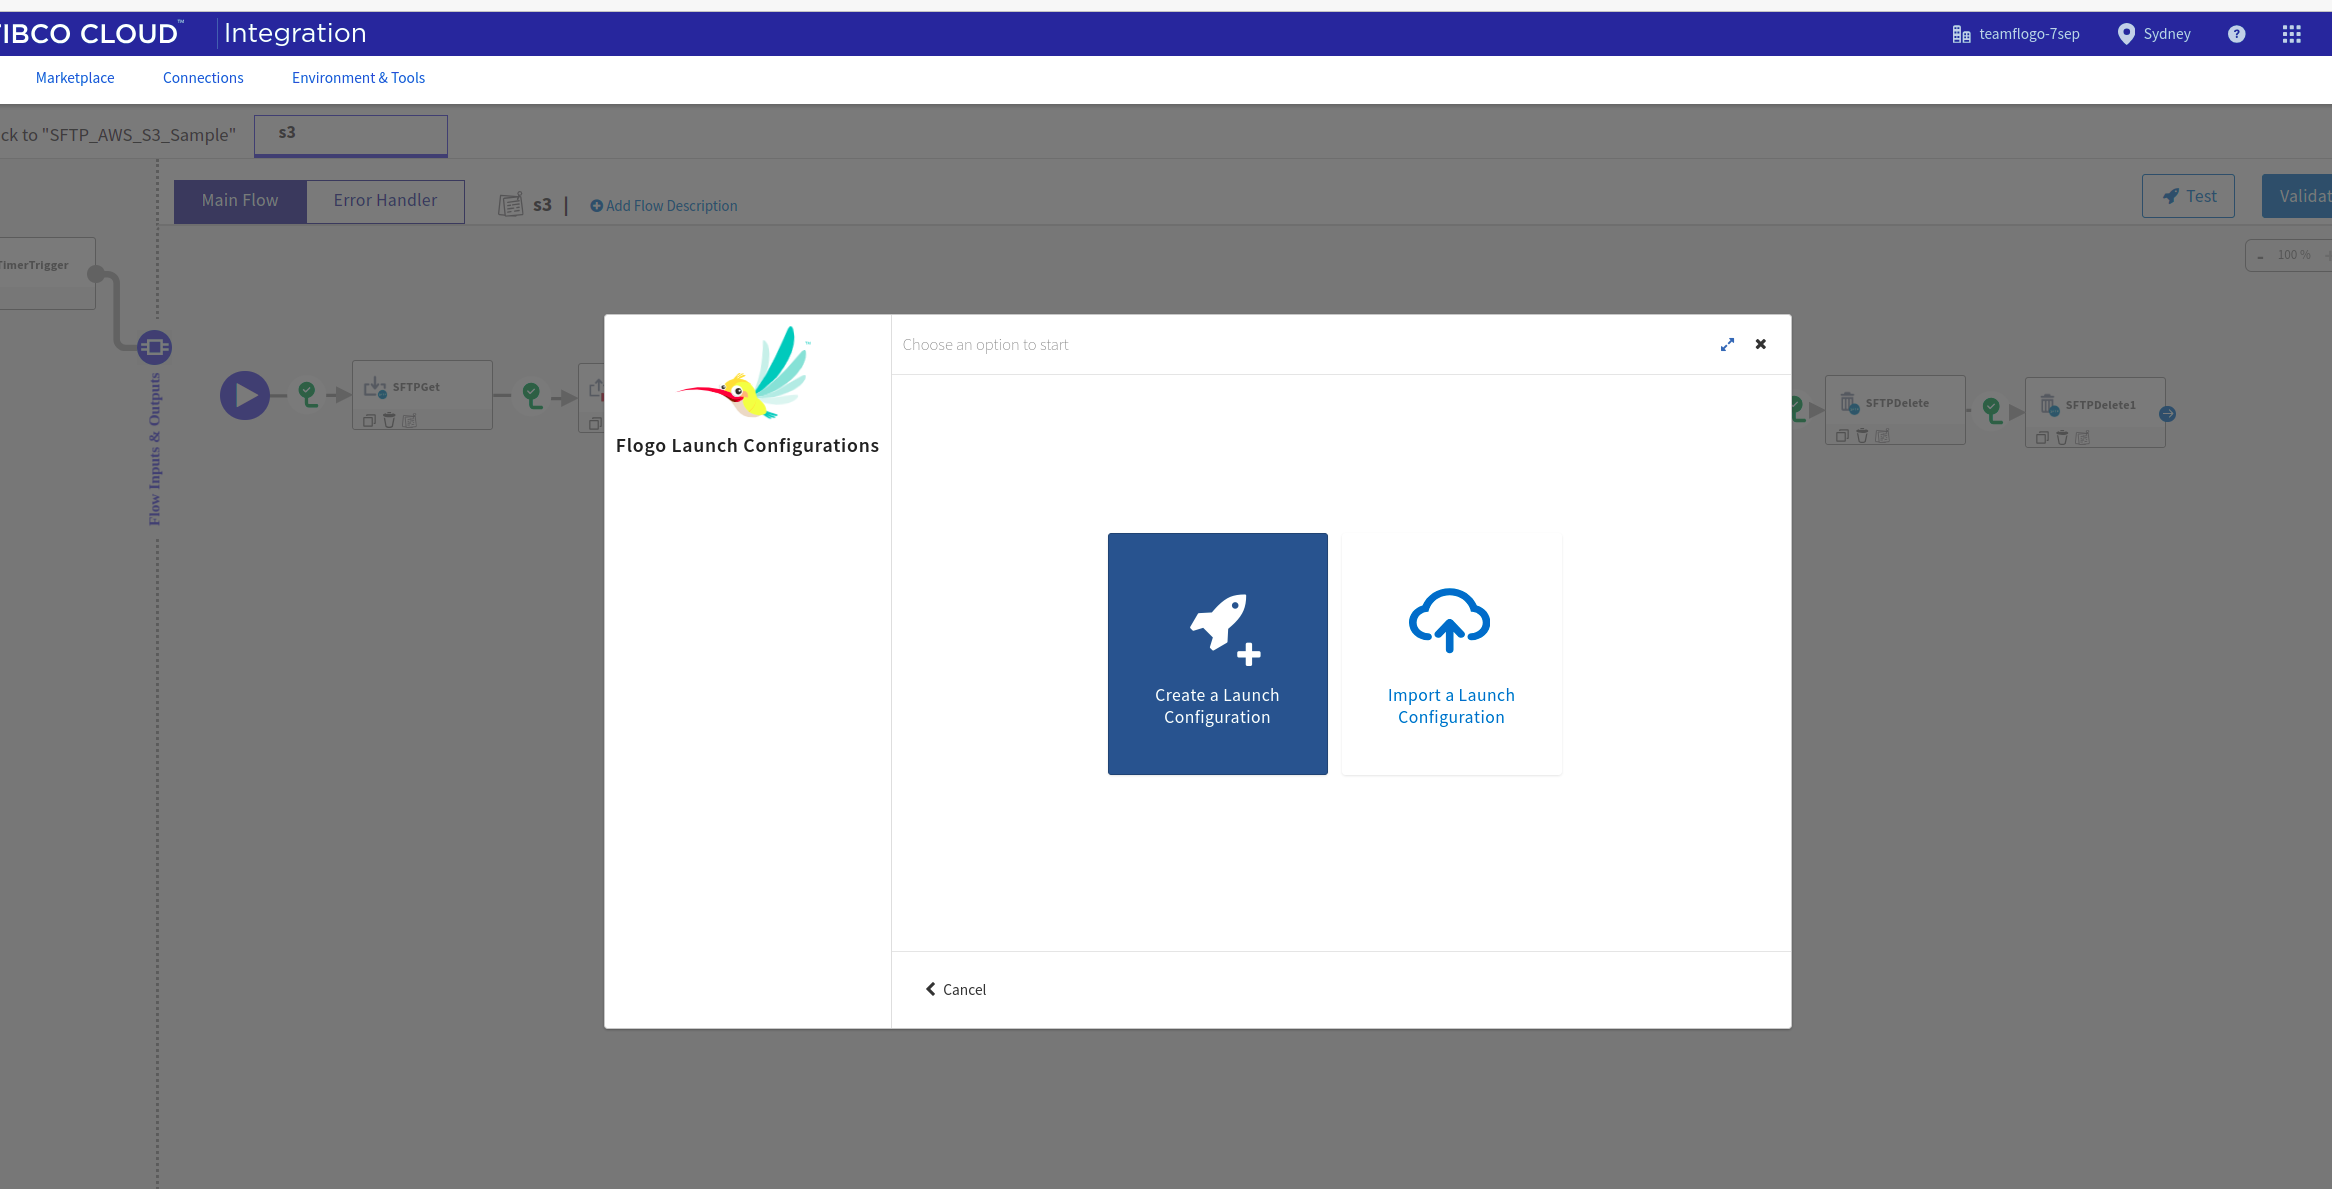 IBCO CLOUD™ Integration
teamflogo-7sep
Sydney
Marketplace
Connections
Environment & Tools
ck to "SFTP_AWS_S3_Sample"
s3
Main Flow
Error Handler
s3 |
Add Flow Description
Test
Validat
TimerTrigger
- 100 % +
Flow Inputs & Outputs
SFTPGet
SFTPDelete
SFTPDelete1
Flogo Launch Configurations
Choose an option to start
Create a Launch
Configuration
Import a Launch
Configuration
Cancel